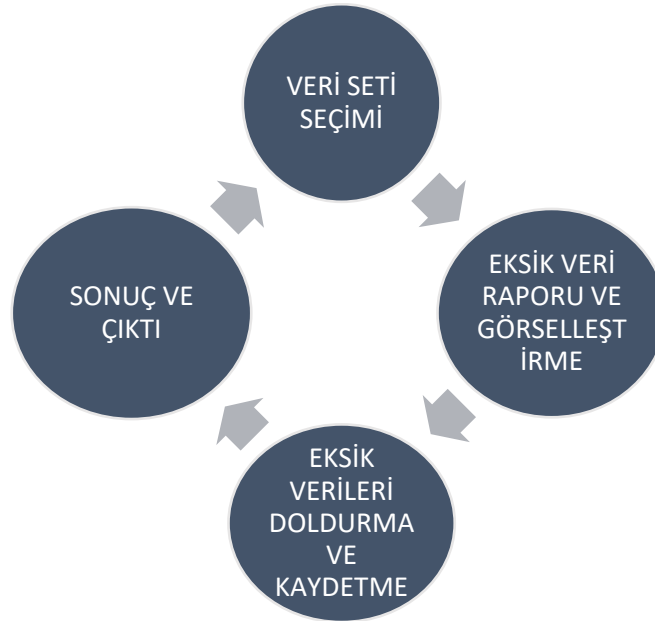 VERİ SETİ
SEÇİMİ
EKSİK VERİ
RAPORU VE
GÖRSELLEŞT
İRME
EKSİK
VERİLERİ
DOLDURMA
VE
KAYDETME
SONUÇ VE
ÇIKTI